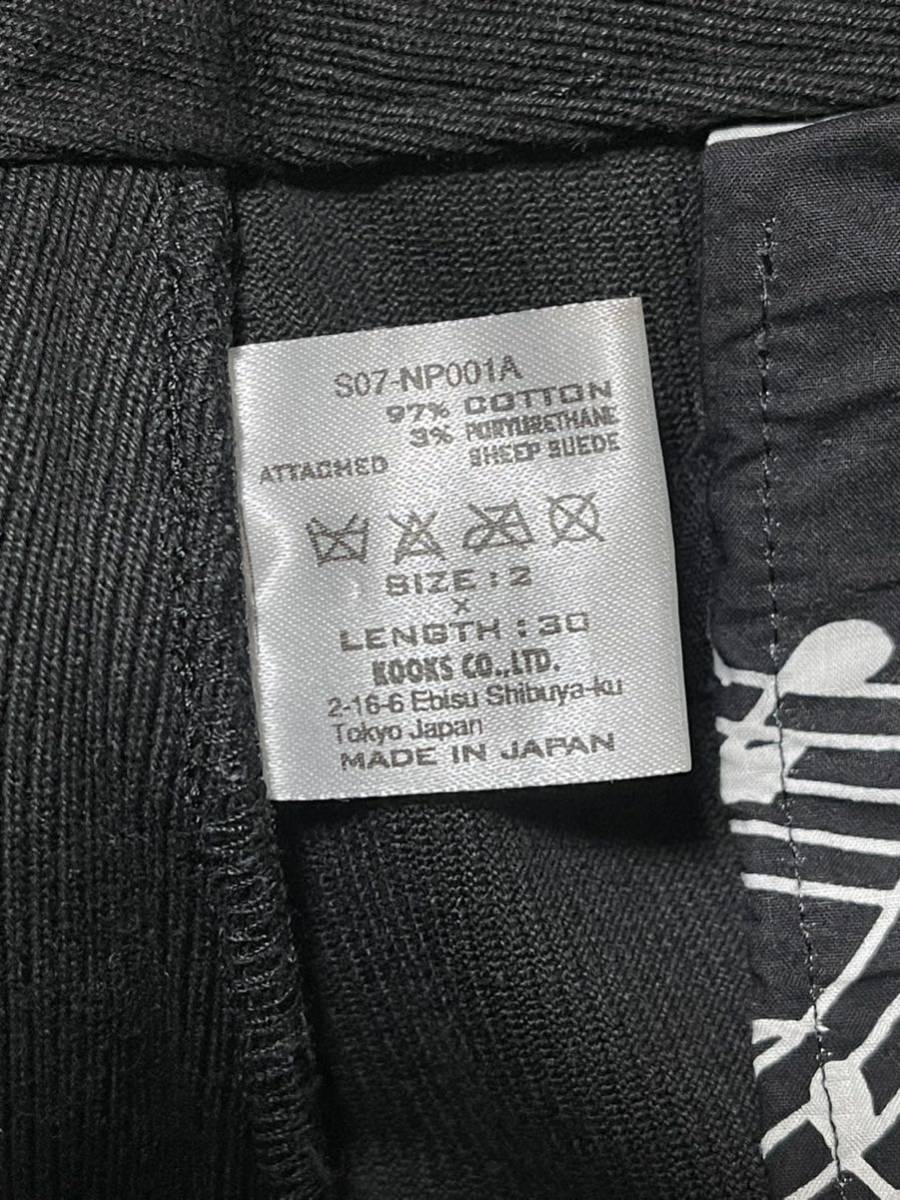 S07-NP001A
97% COTTON
3% POLYURETHANE
ATTACHED SHEEP SUEDE
SIZE : 2
x
LENGTH : 30
KOOKS CO.,LTD.
2-16-6 Ebisu Shibuya-ku
Tokyo Japan
MADE IN JAPAN